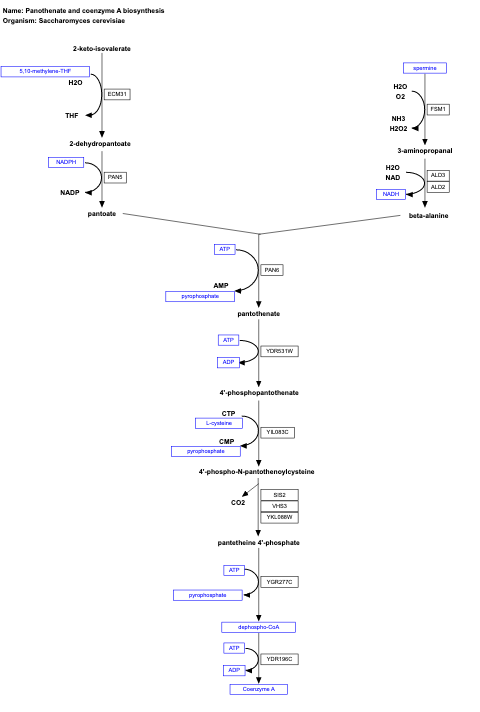 Name: Panothenate and coenzyme A biosynthesis
Organism: Saccharomyces cerevisiae
2-keto-isovalerate
5,10-methylene-THF
H2O
ECM31
THF
2-dehydropantoate
NADPH
PAN5
NADP
pantoate
spermine
H2O
O2
FSM1
NH3
H2O2
3-aminopropanal
H2O
NAD
ALD3
ALD2
NADH
beta-alanine
ATP
PAN6
AMP
pyrophosphate
pantothenate
ATP
YDR531W
ADP
4'-phosphopantothenate
CTP
L-cysteine
YIL083C
CMP
pyrophosphate
4'-phospho-N-pantothenoylcysteine
CO2
SIS2
VHS3
YKL088W
pantetheine 4'-phosphate
ATP
YGR277C
pyrophosphate
dephospho-CoA
ATP
YDR196C
ADP
Coenzyme A